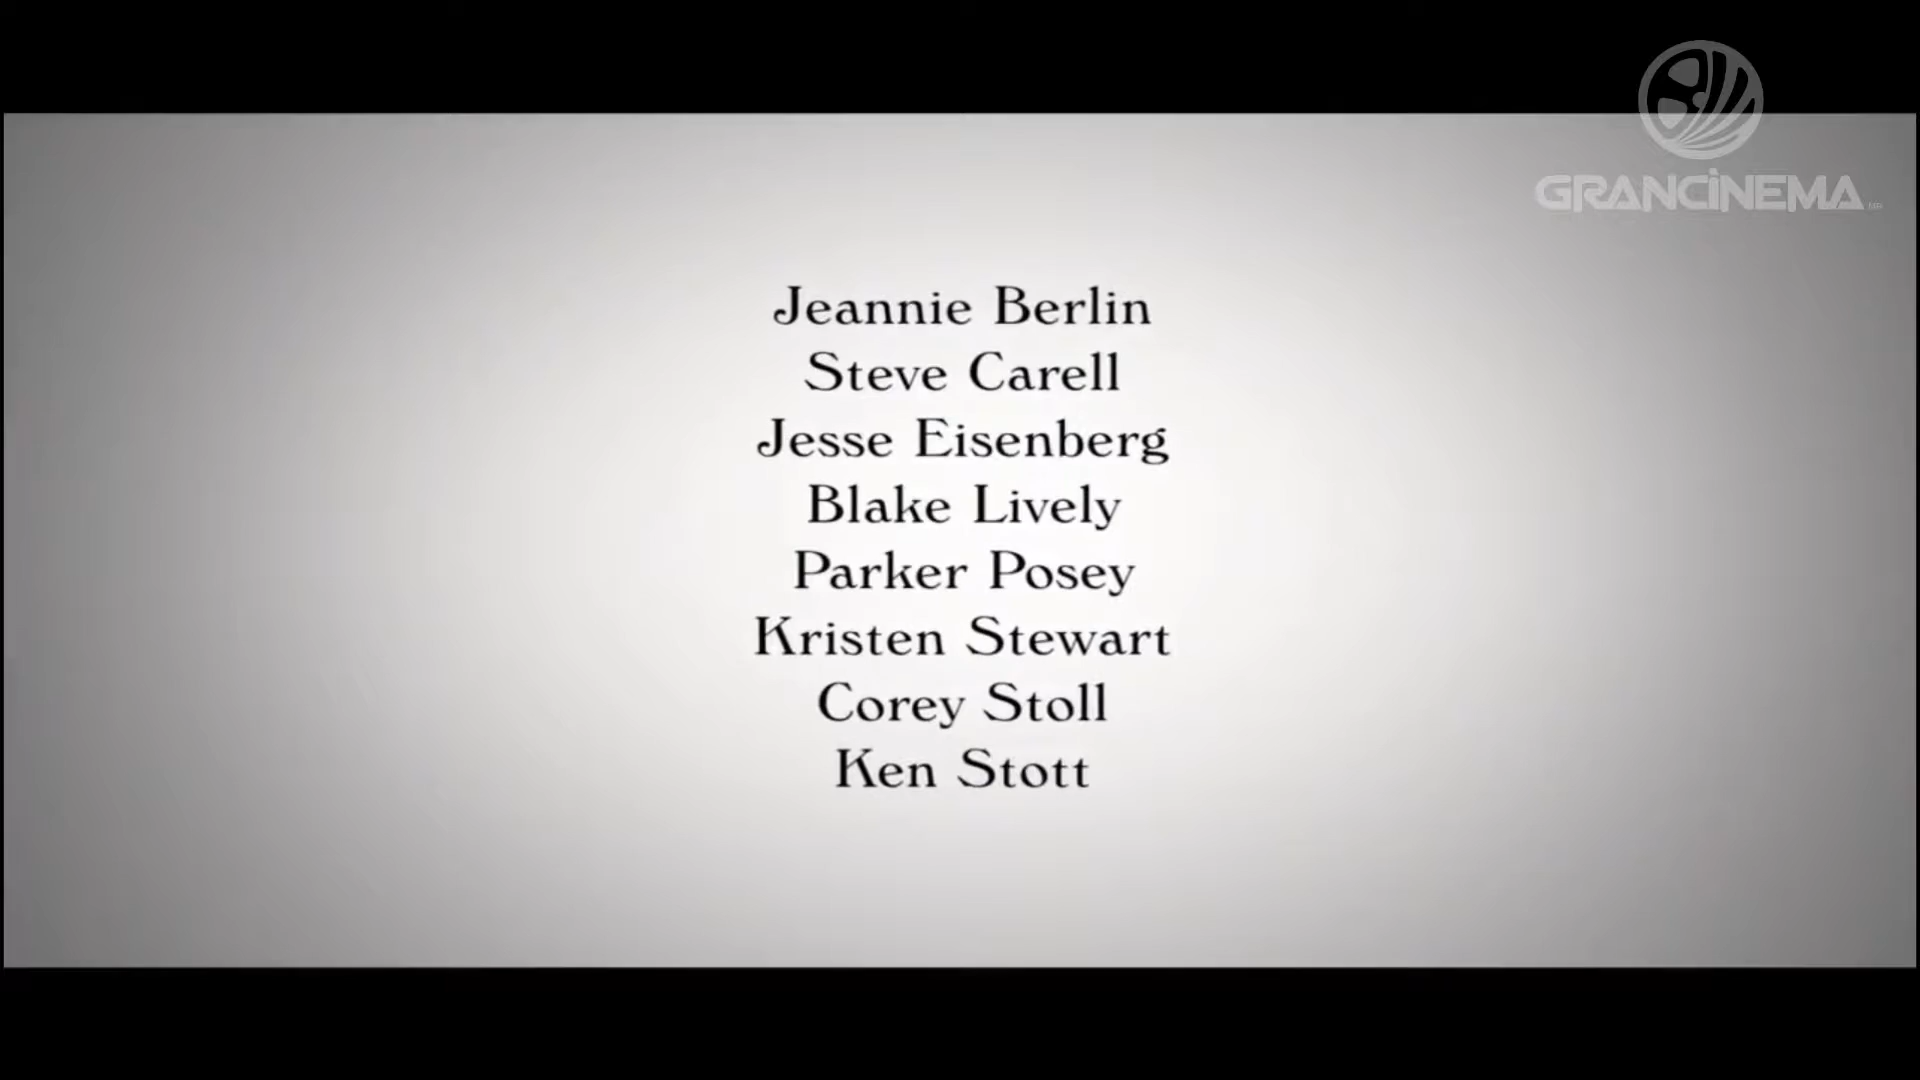 GRANCINEMA
Jeannie Berlin
Steve Carell
Jesse Eisenberg
Blake Lively
Parker Posey
Kristen Stewart
Corey Stoll
Ken Stott